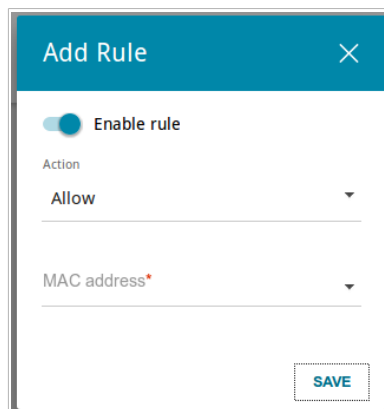 Add Rule
Enable rule
Action
Allow
MAC address*
SAVE